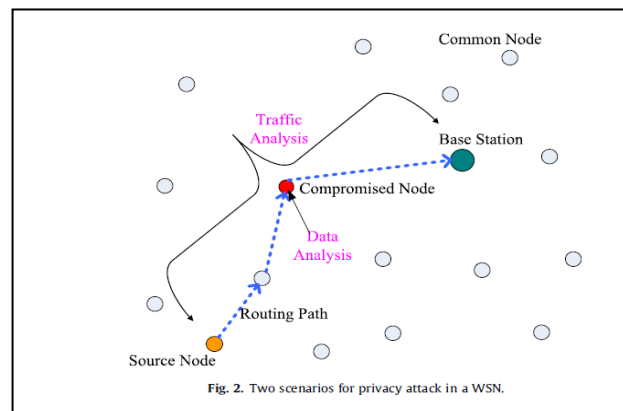 Common Node
Traffic
Analysis
Base Station
Compromised Node
Data
Analysis
Routing Path
Source Node
Fig. 2. Two scenarios for privacy attack in a WSN.